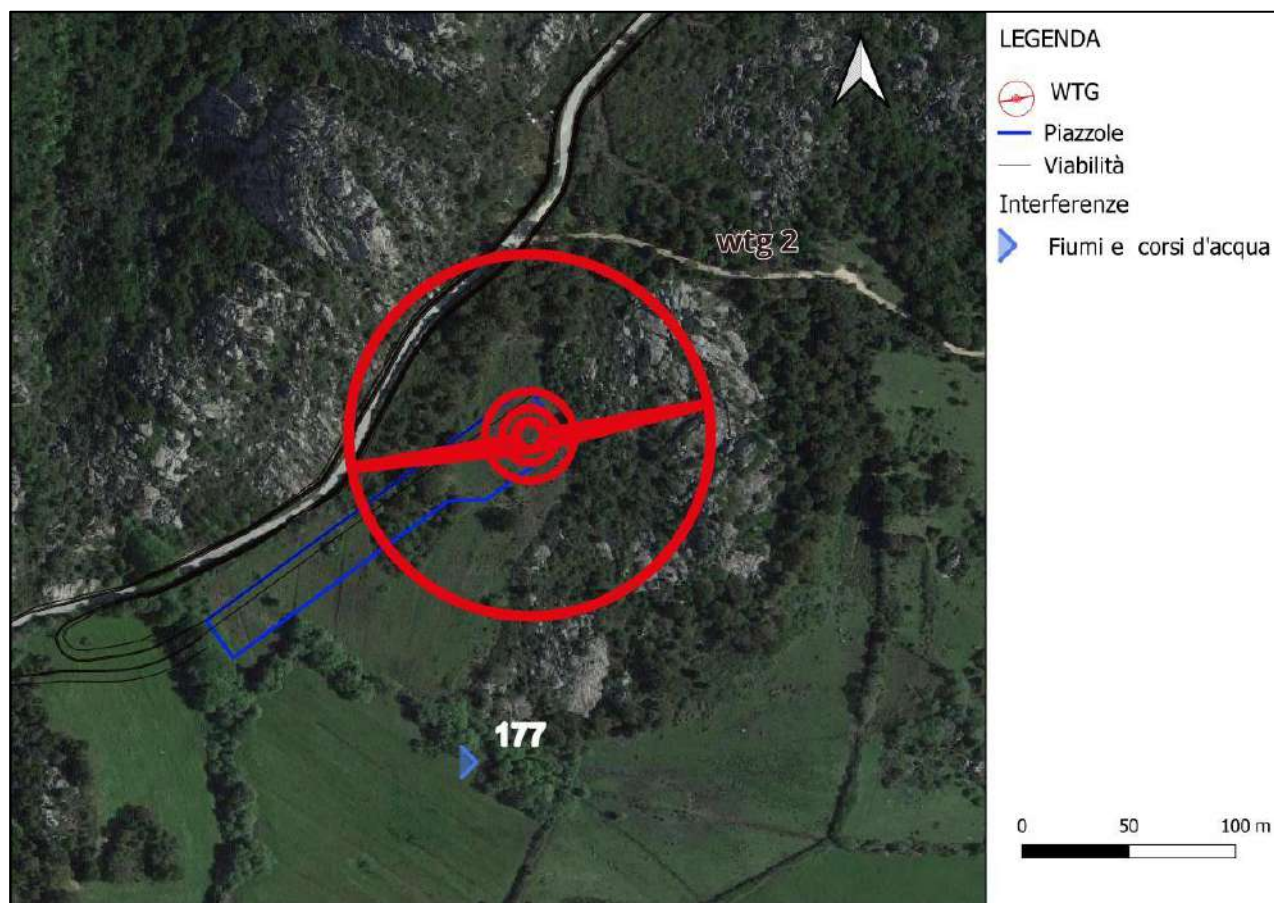 LEGENDA
WTG
Piazzole
Viabilità
Interferenze
Fiumi e corsi d'acqua
wtg 2
177
0 50 100 m